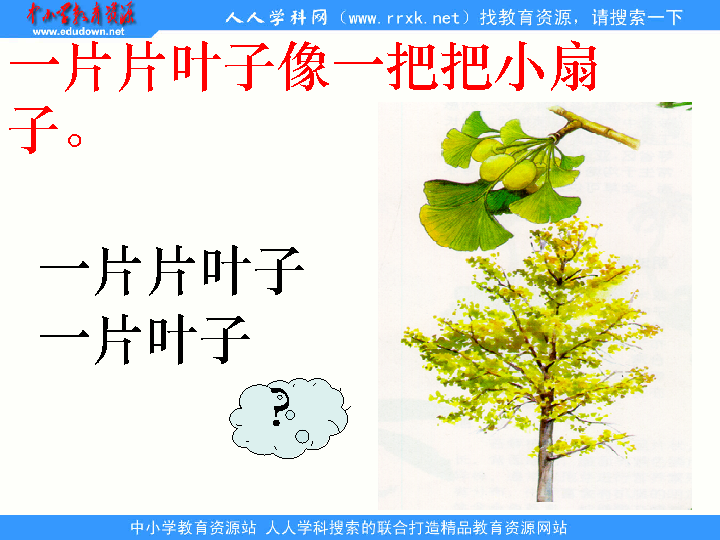 中小学教育资源
www.edudown.net
人人学科网（www.rrxk.net）找教育资源，请搜索一下
一片片叶子像一把把小扇
子。
一片片叶子
一片叶子
?
中小学教育资源站 人人学科搜索的联合打造精品教育资源网站